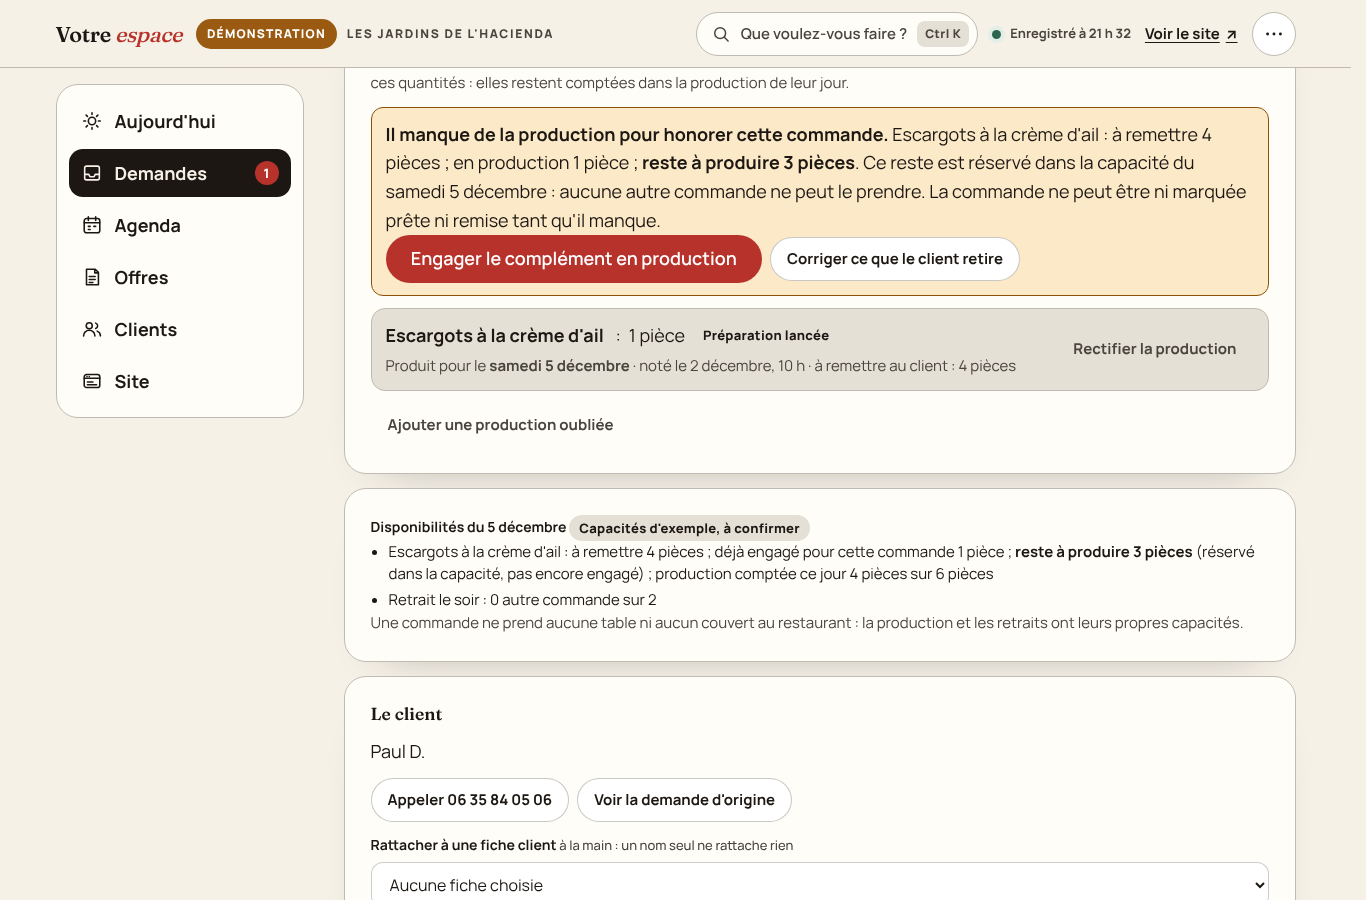 Votre espace DÉMONSTRATION LES JARDINS DE L'HACIENDA Que voulez-vous faire ? Ctrl K Enregistré à 21 h 32 Voir le site
Aujourd'hui
Demandes 1
Agenda
Offres
Clients
Site
ces quantités : elles restent comptées dans la production de leur jour.
Il manque de la production pour honorer cette commande. Escargots à la crème d'ail : à remettre 4
pièces ; en production 1 pièce ; reste à produire 3 pièces. Ce reste est réservé dans la capacité du
samedi 5 décembre : aucune autre commande ne peut le prendre. La commande ne peut être ni marquée
prête ni remise tant qu'il manque.
Engager le complément en production Corriger ce que le client retire
Escargots à la crème d'ail : 1 pièce Préparation lancée
Produit pour le samedi 5 décembre · noté le 2 décembre, 10 h · à remettre au client : 4 pièces
Rectifier la production
Ajouter une production oubliée
Disponibilités du 5 décembre Capacités d'exemple, à confirmer
• Escargots à la crème d'ail : à remettre 4 pièces ; déjà engagé pour cette commande 1 pièce ; reste à produire 3 pièces (réservé
dans la capacité, pas encore engagé) ; production comptée ce jour 4 pièces sur 6 pièces
• Retrait le soir : 0 autre commande sur 2
Une commande ne prend aucune table ni aucun couvert au restaurant : la production et les retraits ont leurs propres capacités.
Le client
Paul D.
Appeler 06 35 84 05 06 Voir la demande d'origine
Rattacher à une fiche client à la main : un nom seul ne rattache rien
Aucune fiche choisie